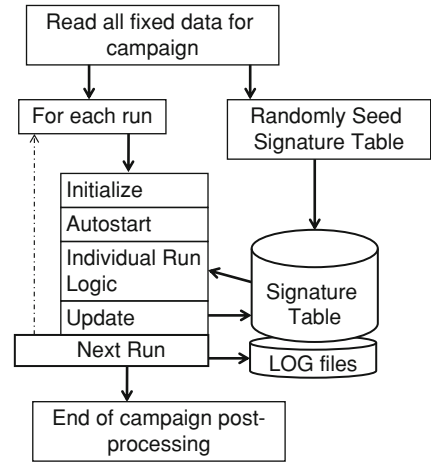 Read all fixed data for
campaign
For each run
Randomly Seed
Signature Table
Initialize
Autostart
Individual Run
Logic
Update
Next Run
Signature
Table
LOG files
End of campaign post-
processing